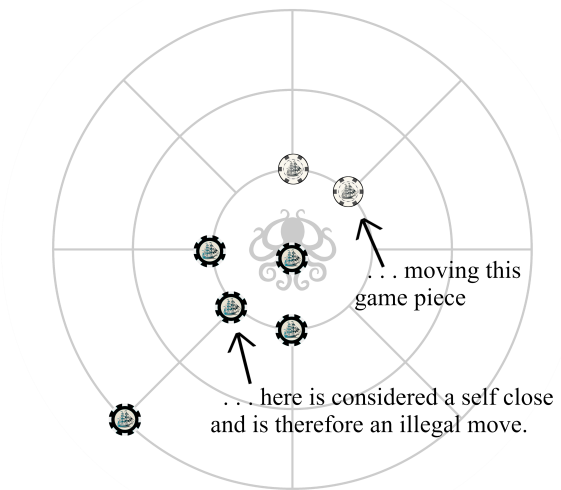 . . . moving this
game piece
. . . here is considered a self close
and is therefore an illegal move.